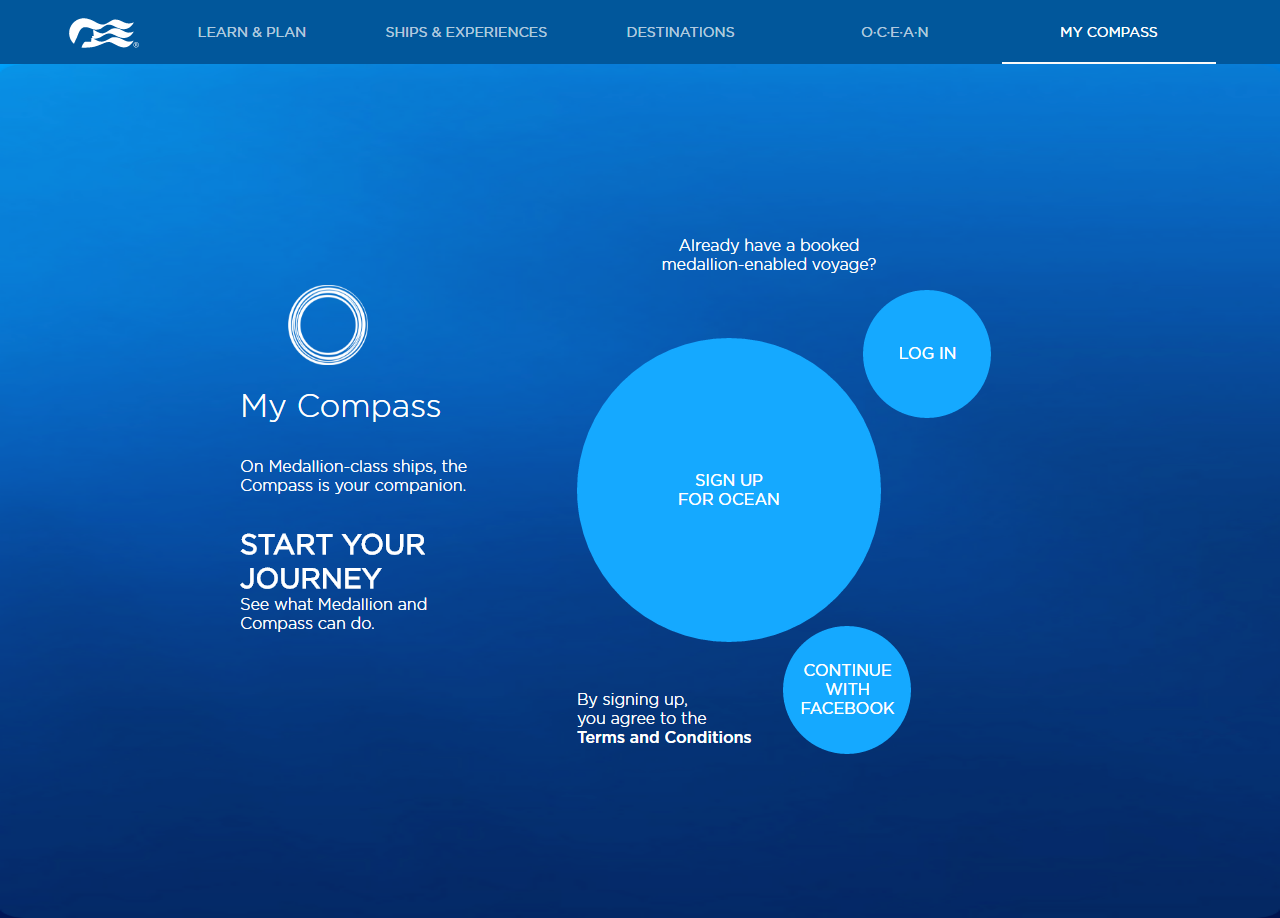 LEARN & PLAN
SHIPS & EXPERIENCES
DESTINATIONS
O·C·E·A·N
MY COMPASS
Already have a booked
medallion-enabled voyage?
LOG IN
My Compass
On Medallion-class ships, the
Compass is your companion.
START YOUR
JOURNEY
See what Medallion and
Compass can do.
SIGN UP
FOR OCEAN
CONTINUE
WITH
FACEBOOK
By signing up,
you agree to the
Terms and Conditions